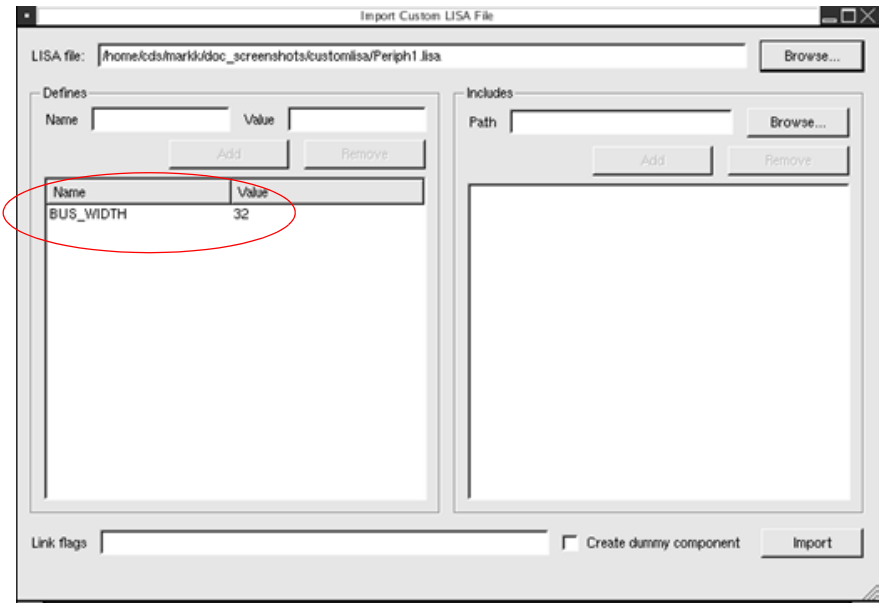 Import Custom LISA File
LISA file: /home/cds/markk/doc_screenshots/customlisa/Periph1.lisa Browse...
Defines
Name Value
Add Remove
Name Value
BUS_WIDTH 32
Includes
Path Browse...
Add Remove
Link flags Create dummy component Import